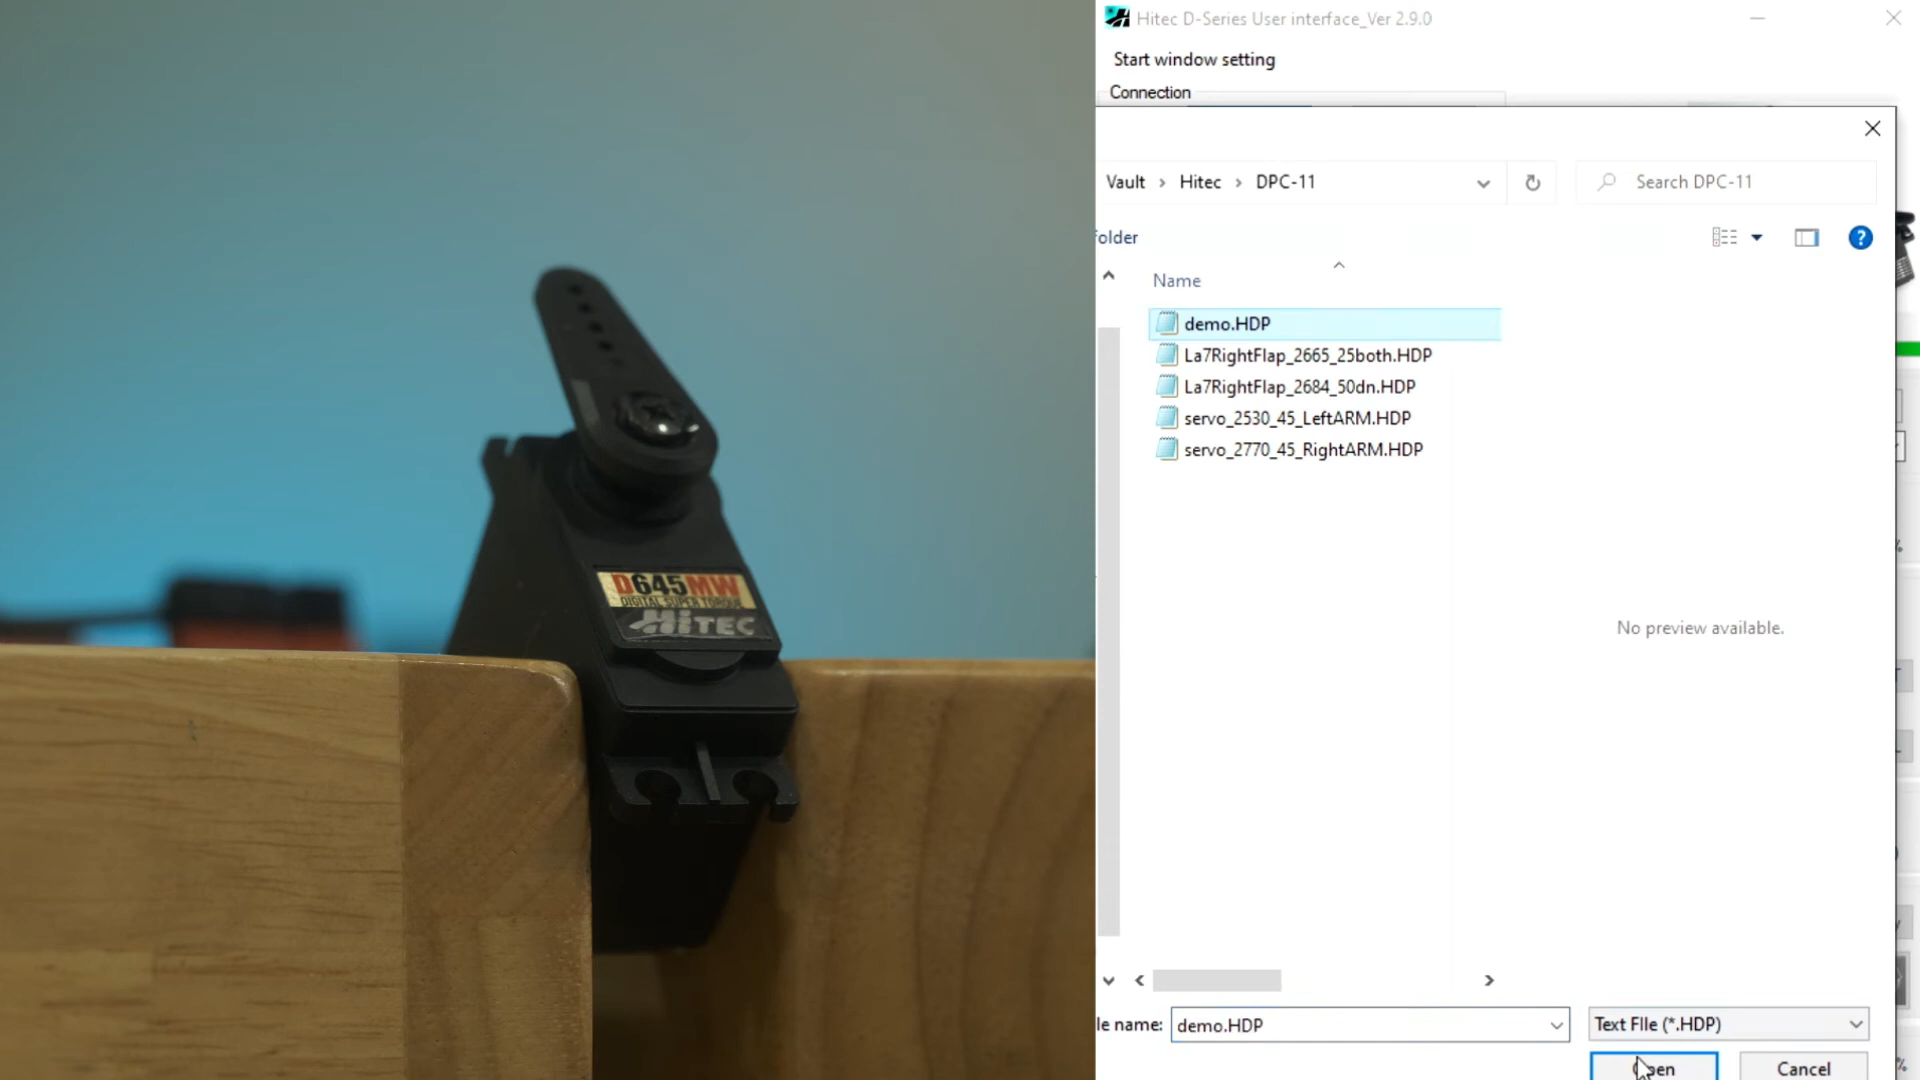 D645MW
DIGITAL SUPER TORQUE
HiTEC
Hitec D-Series User interface_Ver 2.9.0
Start window setting
Connection
Vault › Hitec › DPC-11
Search DPC-11
folder
Name
demo.HDP
La7RightFlap_2665_25both.HDP
La7RightFlap_2684_50dn.HDP
servo_2530_45_LeftARM.HDP
servo_2770_45_RightARM.HDP
No preview available.
le name:
demo.HDP
Text FIle (*.HDP)
Open
Cancel
%